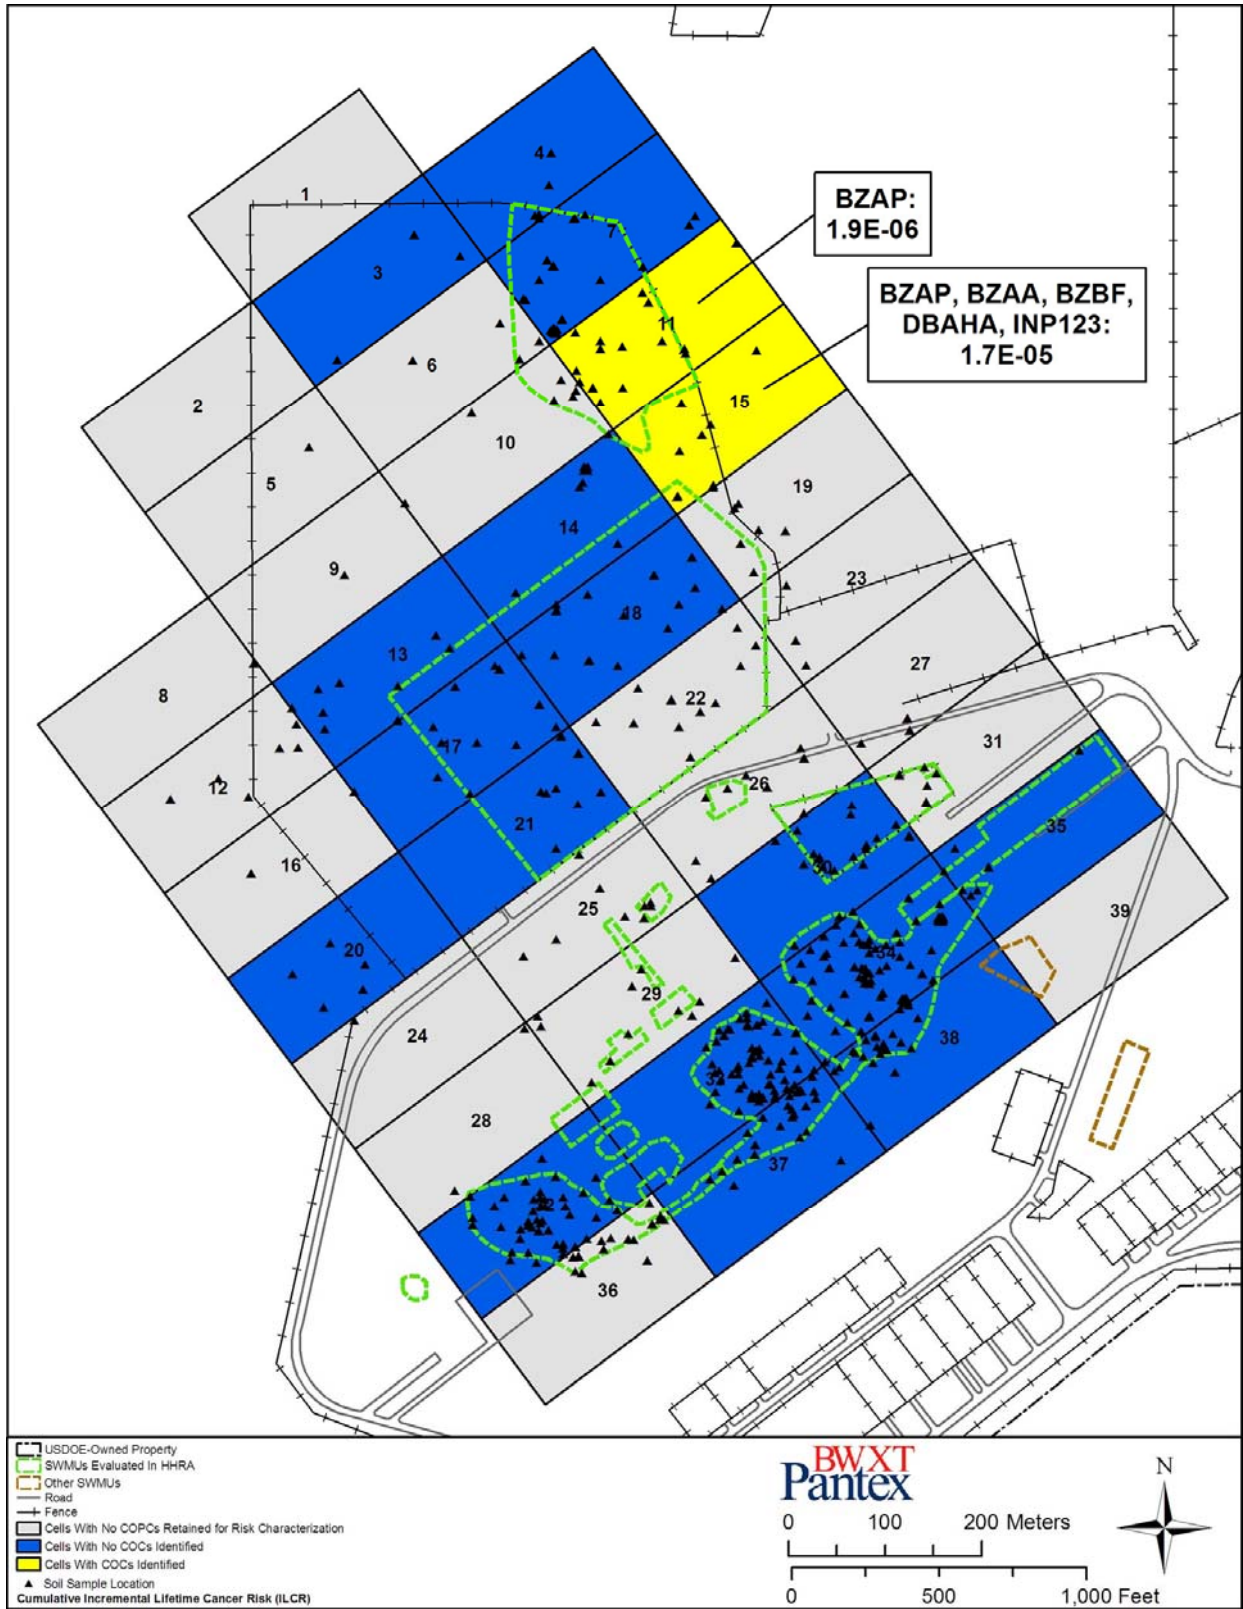 BZAP:
1.9E-06
BZAP, BZAA, BZBF,
DBAHA, INP123:
1.7E-05
1
4
7
3
11
6
2
15
10
5
19
14
9
23
18
13
8
27
22
17
31
12
26
21
35
16
30
25
39
20
34
29
24
38
28
37
36
USDOE-Owned Property
SWMUs Evaluated In HHRA
Other SWMUs
Road
Fence
Cells With No COPCs Retained for Risk Characterization
Cells With No COCs Identified
Cells With COCs Identified
Soil Sample Location
Cumulative Incremental Lifetime Cancer Risk (ILCR)
BWXT
Pantex
0 100 200 Meters
0 500 1,000 Feet
N